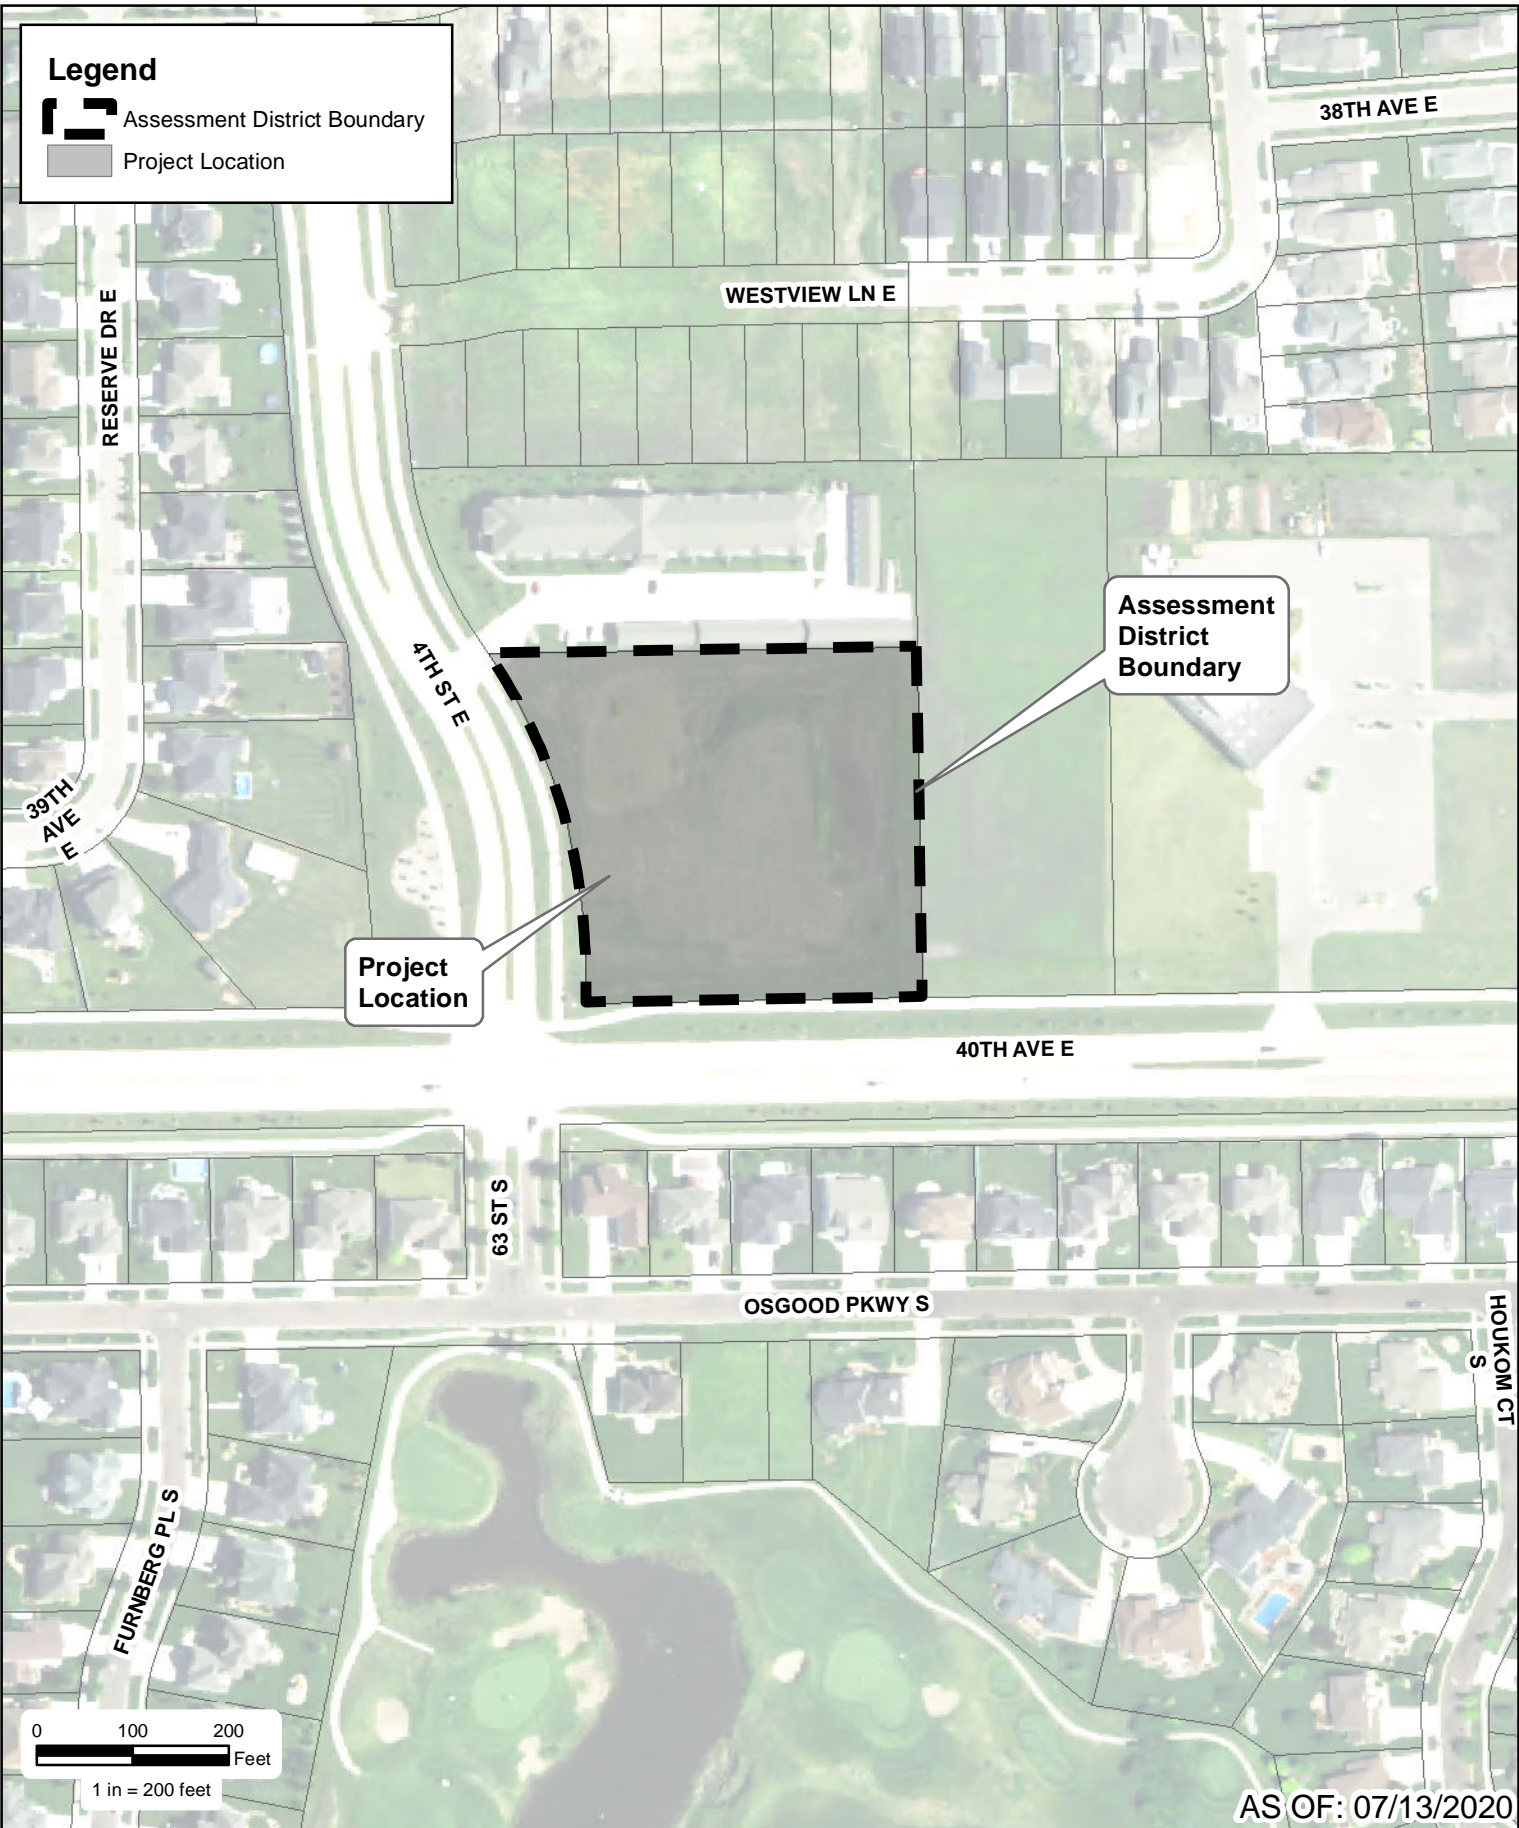 Legend
Assessment District Boundary
Project Location
38TH AVE E
WESTVIEW LN E
RESERVE DR E
Assessment
District
Boundary
4TH ST E
39TH
AVE
E
Project
Location
40TH AVE E
63 ST S
OSGOOD PKWY S
HOUKOM CT
S
FURNBERG PL S
0 100 200
Feet
1 in = 200 feet
AS OF: 07/13/2020